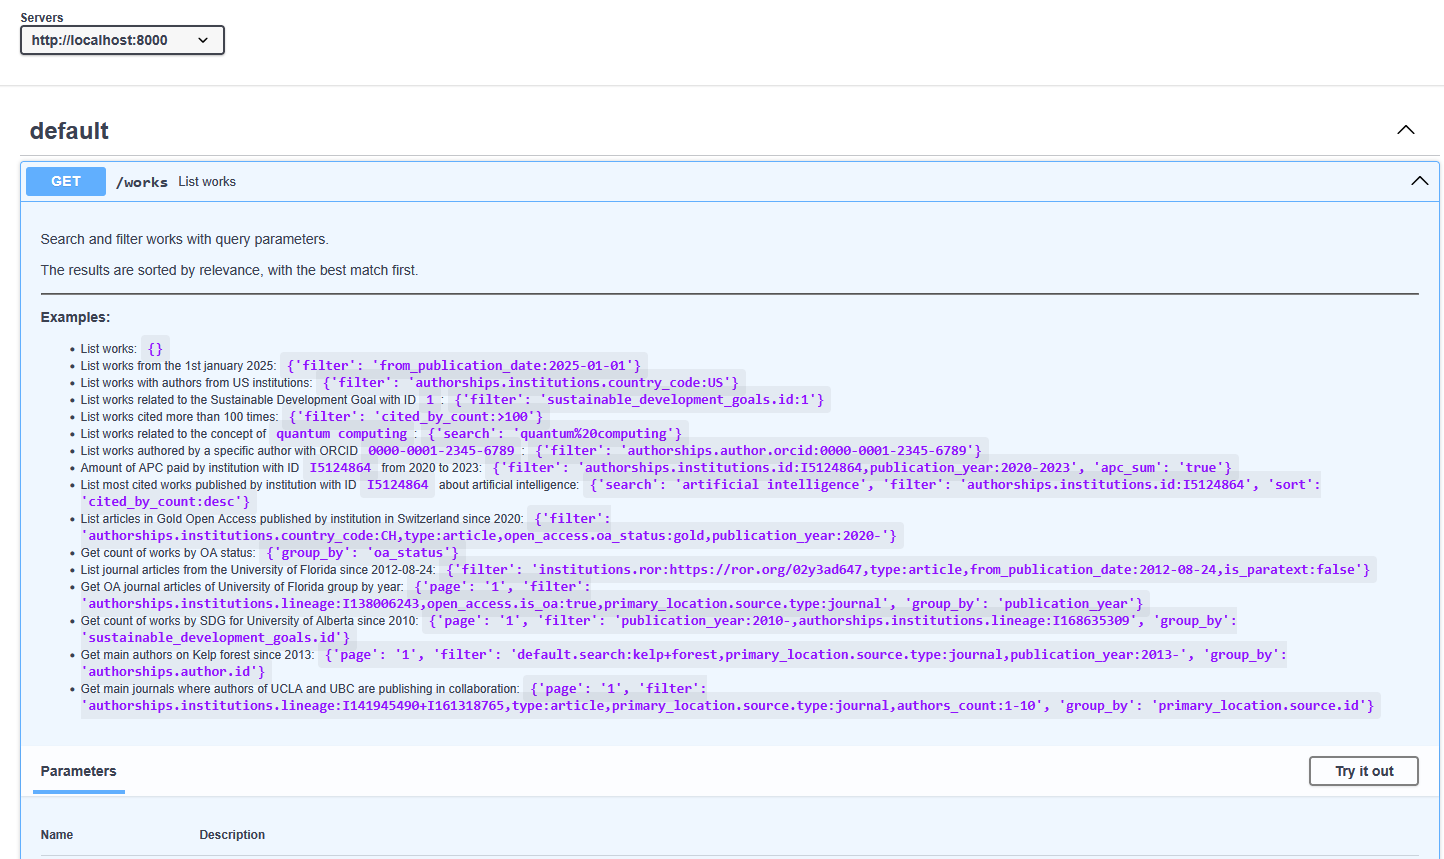 Servers
http://localhost:8000
default
GET /works List works
Search and filter works with query parameters.
The results are sorted by relevance, with the best match first.
Examples:
• List works: {}
• List works from the 1st january 2025: {'filter': 'from_publication_date:2025-01-01'}
• List works with authors from US institutions: {'filter': 'authorships.institutions.country_code:US'}
• List works related to the Sustainable Development Goal with ID 1 : {'filter': 'sustainable_development_goals.id:1'}
• List works cited more than 100 times: {'filter': 'cited_by_count:>100'}
• List works related to the concept of quantum computing : {'search': 'quantum%20computing'}
• List works authored by a specific author with ORCID 0000-0001-2345-6789 : {'filter': 'authorships.author.orcid:0000-0001-2345-6789'}
• Amount of APC paid by institution with ID I5124864 from 2020 to 2023: {'filter': 'authorships.institutions.id:I5124864,publication_year:2020-2023', 'apc_sum': 'true'}
• List most cited works published by institution with ID I5124864 about artificial intelligence: {'search': 'artificial intelligence', 'filter': 'authorships.institutions.id:I5124864', 'sort':
'cited_by_count:desc'}
• List articles in Gold Open Access published by institution in Switzerland since 2020: {'filter':
'authorships.institutions.country_code:CH,type:article,open_access.oa_status:gold,publication_year:2020-'}
• Get count of works by OA status: {'group_by': 'oa_status'}
• List journal articles from the University of Florida since 2012-08-24: {'filter': 'institutions.ror:https://ror.org/02y3ad647,type:article,from_publication_date:2012-08-24,is_paratext:false'}
• Get OA journal articles of University of Florida group by year: {'page': '1', 'filter':
'authorships.institutions.lineage:I138006243,open_access.is_oa:true,primary_location.source.type:journal', 'group_by': 'publication_year'}
• Get count of works by SDG for University of Alberta since 2010: {'page': '1', 'filter': 'publication_year:2010-,authorships.institutions.lineage:I168635309', 'group_by':
'sustainable_development_goals.id'}
• Get main authors on Kelp forest since 2013: {'page': '1', 'filter': 'default.search:kelp+forest,primary_location.source.type:journal,publication_year:2013-', 'group_by':
'authorships.author.id'}
• Get main journals where authors of UCLA and UBC are publishing in collaboration: {'page': '1', 'filter':
'authorships.institutions.lineage:I141945490+I161318765,type:article,primary_location.source.type:journal,authors_count:1-10', 'group_by': 'primary_location.source.id'}
Parameters
Try it out
Name Description